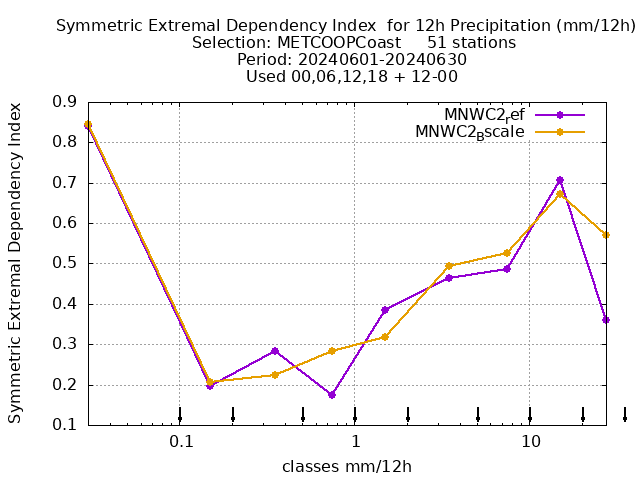 Symmetric Extremal Dependency Index  for 12h Precipitation (mm/12h)
Selection: METCOOPCoast     51 stations
Period: 20240601-20240630
Used 00,06,12,18 + 12-00
MNWC2ref
MNWC2Bscale
Symmetric Extremal Dependency Index
0.9
0.8
0.7
0.6
0.5
0.4
0.3
0.2
0.1
0.1 1 10
classes mm/12h